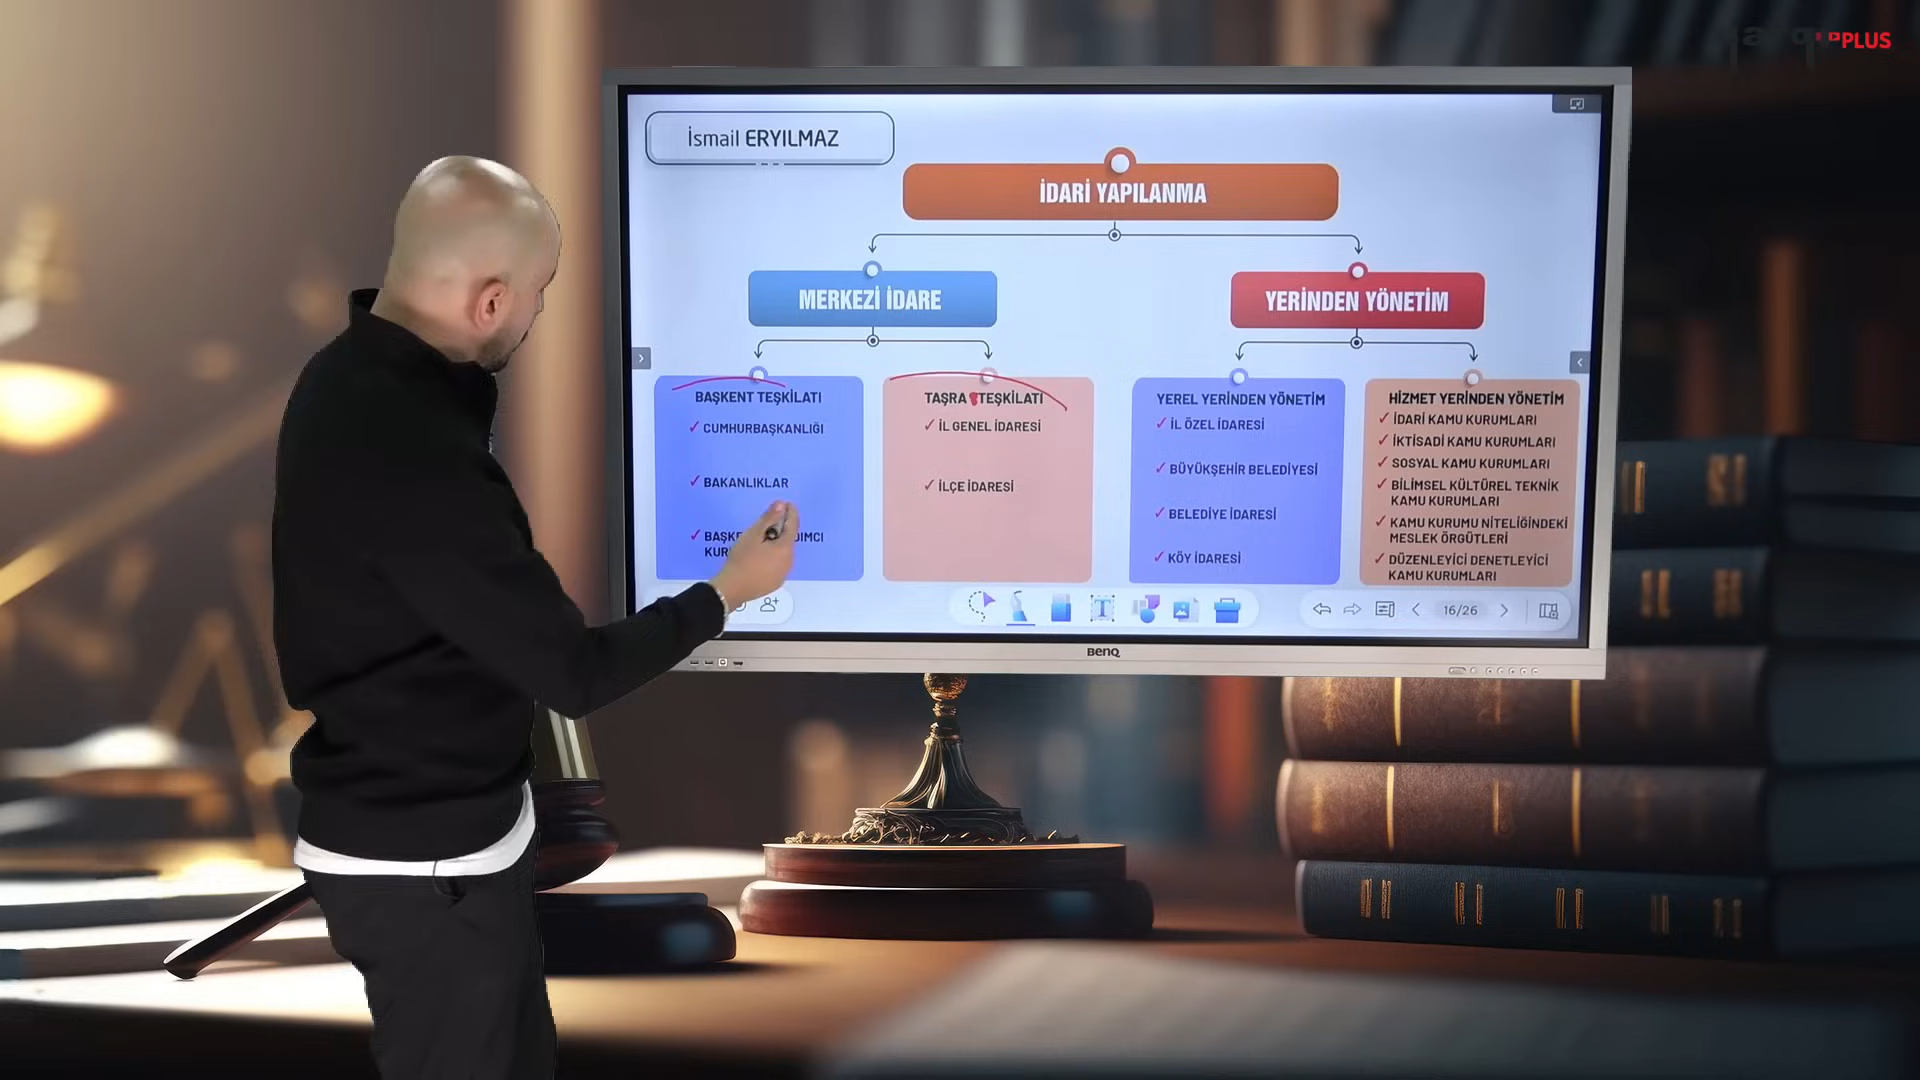 PLUS
İsmail ERYILMAZ
İDARİ YAPILANMA
MERKEZİ İDARE
YERİNDEN YÖNETİM
BAŞKENT TEŞKİLATI
✓ CUMHURBAŞKANLIĞI
✓ BAKANLIKLAR
TAŞRA TEŞKİLATI
✓ İL GENEL İDARESİ
✓ İLÇE İDARESİ
YEREL YERİNDEN YÖNETİM
✓ İL ÖZEL İDARESİ
✓ BÜYÜKŞEHİR BELEDİYESİ
✓ BELEDİYE İDARESİ
✓ KÖY İDARESİ
HİZMET YERİNDEN YÖNETİM
✓ İDARİ KAMU KURUMLARI
✓ İKTİSADİ KAMU KURUMLARI
✓ SOSYAL KAMU KURUMLARI
✓ BİLİMSEL KÜLTÜREL TEKNİK
KAMU KURUMLARI
✓ KAMU KURUMU NİTELİĞİNDEKİ
MESLEK ÖRGÜTLERİ
✓ DÜZENLEYİCİ DENETLEYİCİ
KAMU KURUMLARI
16/26
BenQ